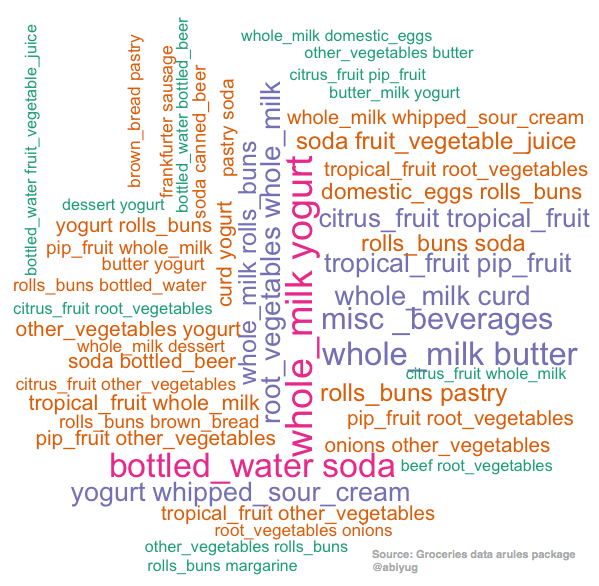 whole_milk domestic_eggs
other_vegetables butter
citrus_fruit pip_fruit
butter_milk yogurt
bottled_water fruit_vegetable_juice
brown_bread pastry
frankfurter sausage
bottled_water bottled_beer
soda canned_beer
pastry soda
whole_milk whipped_sour_cream
soda fruit_vegetable_juice
tropical_fruit root_vegetables
domestic_eggs rolls_buns
citrus_fruit tropical_fruit
rolls_buns soda
tropical_fruit pip_fruit
whole_milk curd
misc _beverages
whole_milk butter
citrus_fruit whole_milk
dessert yogurt
yogurt rolls_buns
pip_fruit whole_milk
butter yogurt
rolls_buns bottled_water
citrus_fruit root_vegetables
other_vegetables yogurt
whole_milk dessert
soda bottled_beer
citrus_fruit other_vegetables
tropical_fruit whole_milk
rolls_buns brown_bread
pip_fruit other_vegetables
curd yogurt
whole_milk rolls_buns
root_vegetables whole_milk
whole_milk yogurt
rolls_buns pastry
pip_fruit root_vegetables
onions other_vegetables
beef root_vegetables
bottled_water soda
yogurt whipped_sour_cream
tropical_fruit other_vegetables
root_vegetables onions
other_vegetables rolls_buns
rolls_buns margarine
Source: Groceries data arules package
@abiyug